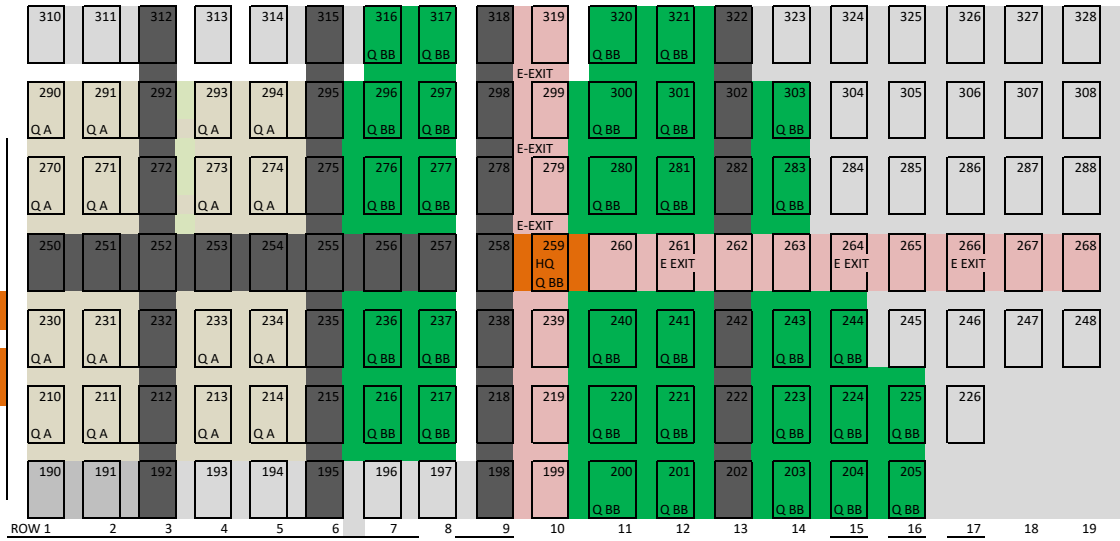 310 311 312 313 314 315 316 317 318 319 320 321 322 323 324 325 326 327 328
Q BB Q BB Q BB Q BB
E-EXIT
290 291 292 293 294 295 296 297 298 299 300 301 302 303 304 305 306 307 308
Q A Q A Q A Q A Q BB Q BB Q BB Q BB Q BB
E-EXIT
270 271 272 273 274 275 276 277 278 279 280 281 282 283 284 285 286 287 288
Q A Q A Q A Q A Q BB Q BB Q BB Q BB Q BB
E-EXIT
250 251 252 253 254 255 256 257 258 259 260 261 262 263 264 265 266 267 268
HQ E EXIT E EXIT E EXIT
Q BB
230 231 232 233 234 235 236 237 238 239 240 241 242 243 244 245 246 247 248
Q A Q A Q A Q A Q BB Q BB Q BB Q BB Q BB Q BB
210 211 212 213 214 215 216 217 218 219 220 221 222 223 224 225 226
Q A Q A Q A Q A Q BB Q BB Q BB Q BB Q BB Q BB Q BB
190 191 192 193 194 195 196 197 198 199 200 201 202 203 204 205
Q BB Q BB Q BB Q BB Q BB
ROW 1 2 3 4 5 6 7 8 9 10 11 12 13 14 15 16 17 18 19